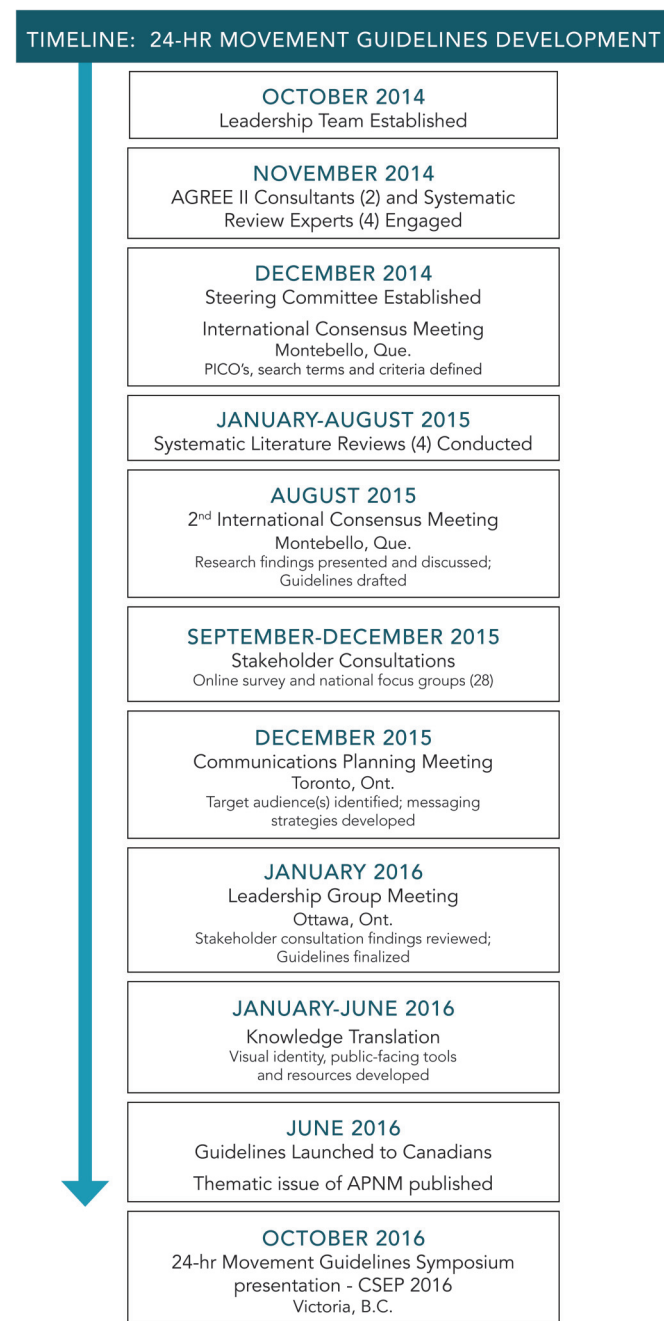 TIMELINE: 24-HR MOVEMENT GUIDELINES DEVELOPMENT
OCTOBER 2014
Leadership Team Established
NOVEMBER 2014
AGREE II Consultants (2) and Systematic
Review Experts (4) Engaged
DECEMBER 2014
Steering Committee Established
International Consensus Meeting
Montebello, Que.
PICO's, search terms and criteria defined
JANUARY-AUGUST 2015
Systematic Literature Reviews (4) Conducted
AUGUST 2015
2nd International Consensus Meeting
Montebello, Que.
Research findings presented and discussed;
Guidelines drafted
SEPTEMBER-DECEMBER 2015
Stakeholder Consultations
Online survey and national focus groups (28)
DECEMBER 2015
Communications Planning Meeting
Toronto, Ont.
Target audience(s) identified; messaging
strategies developed
JANUARY 2016
Leadership Group Meeting
Ottawa, Ont.
Stakeholder consultation findings reviewed;
Guidelines finalized
JANUARY-JUNE 2016
Knowledge Translation
Visual identity, public-facing tools
and resources developed
JUNE 2016
Guidelines Launched to Canadians
Thematic issue of APNM published
OCTOBER 2016
24-hr Movement Guidelines Symposium
presentation - CSEP 2016
Victoria, B.C.